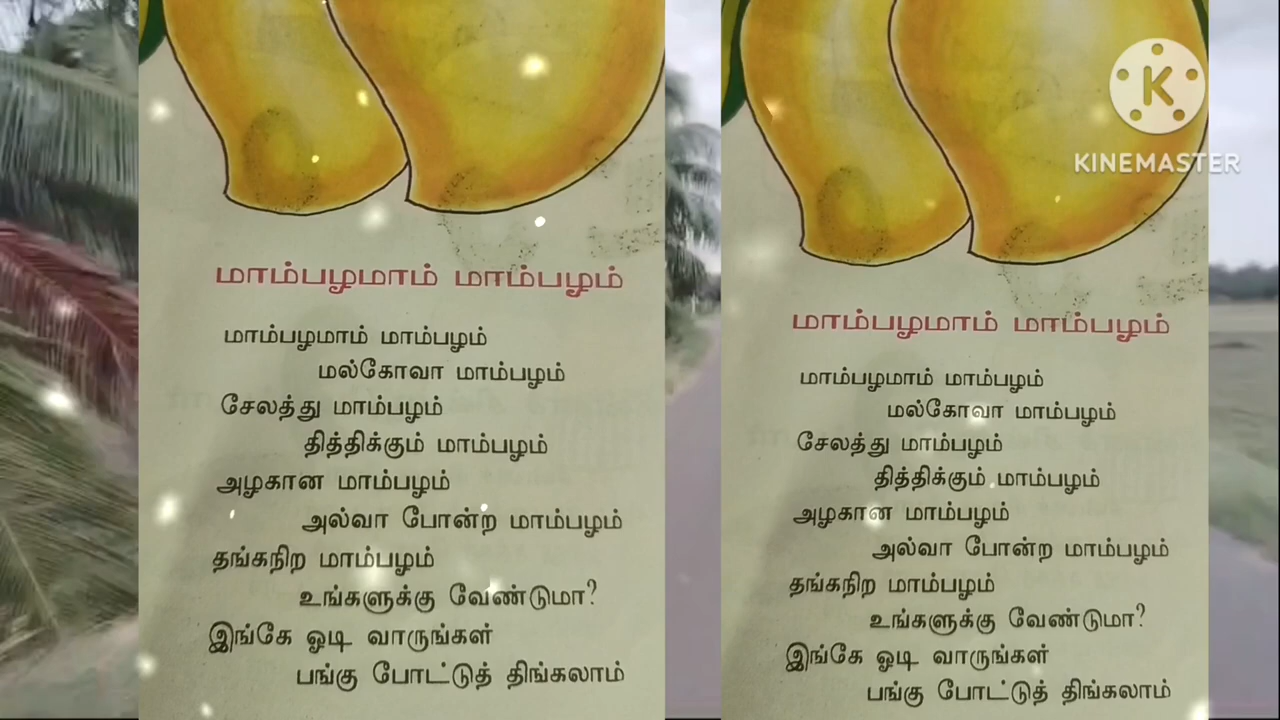 மாம்பழமாம் மாம்பழம்
மாம்பழமாம் மாம்பழம்
மல்கோவா மாம்பழம்
சேலத்து மாம்பழம்
தித்திக்கும் மாம்பழம்
அழகான மாம்பழம்
அல்வா போன்ற மாம்பழம்
தங்கநிற மாம்பழம்
உங்களுக்கு வேண்டுமா?
இங்கே ஓடி வாருங்கள்
பங்கு போட்டுத் திங்கலாம்
K
KINEMASTER
மாம்பழமாம் மாம்பழம்
மாம்பழமாம் மாம்பழம்
மல்கோவா மாம்பழம்
சேலத்து மாம்பழம்
தித்திக்கும் மாம்பழம்
அழகான மாம்பழம்
அல்வா போன்ற மாம்பழம்
தங்கநிற மாம்பழம்
உங்களுக்கு வேண்டுமா?
இங்கே ஓடி வாருங்கள்
பங்கு போட்டுத் திங்கலாம்